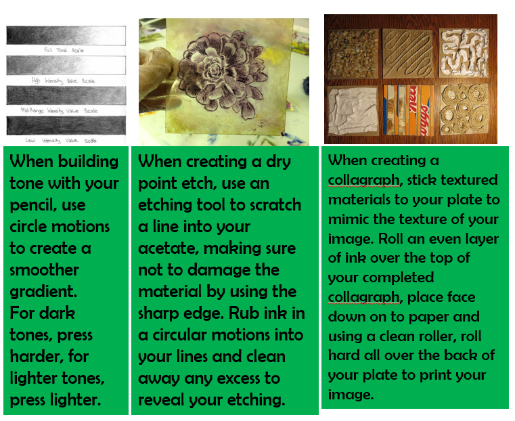 Full Tonal Scale
High Intensity Value Scale
Mid Range Intensity Value Scale
Low Intensity Value Scale
When building
tone with your
pencil, use
circle motions
to create a
smoother
gradient.
For dark
tones, press
harder, for
lighter tones,
press lighter.
When creating a dry
point etch, use an
etching tool to scratch
a line into your
acetate, making sure
not to damage the
material by using the
sharp edge. Rub ink in
a circular motions into
your lines and clean
away any excess to
reveal your etching.
When creating a
collagraph, stick textured
materials to your plate to
mimic the texture of your
image. Roll an even layer
of ink over the top of
your completed
collagraph, place face
down on to paper and
using a clean roller, roll
hard all over the back of
your plate to print your
image.